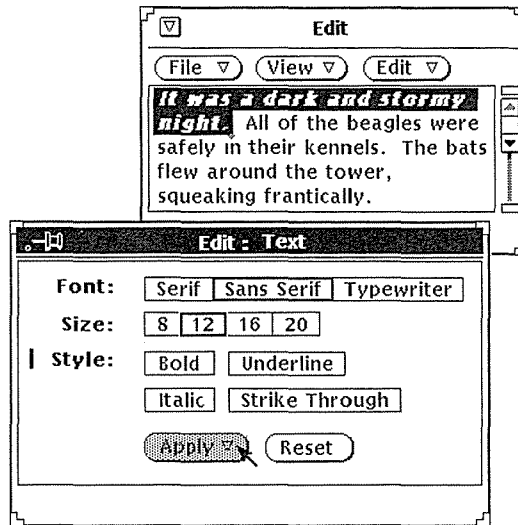 Edit
File View Edit
It was a dark and stormy
night. All of the beagles were
safely in their kennels. The bats
flew around the tower,
squeaking frantically.
Edit : Text
Font: Serif Sans Serif Typewriter
Size: 8 12 16 20
Style: Bold Underline
Italic Strike Through
Apply Reset